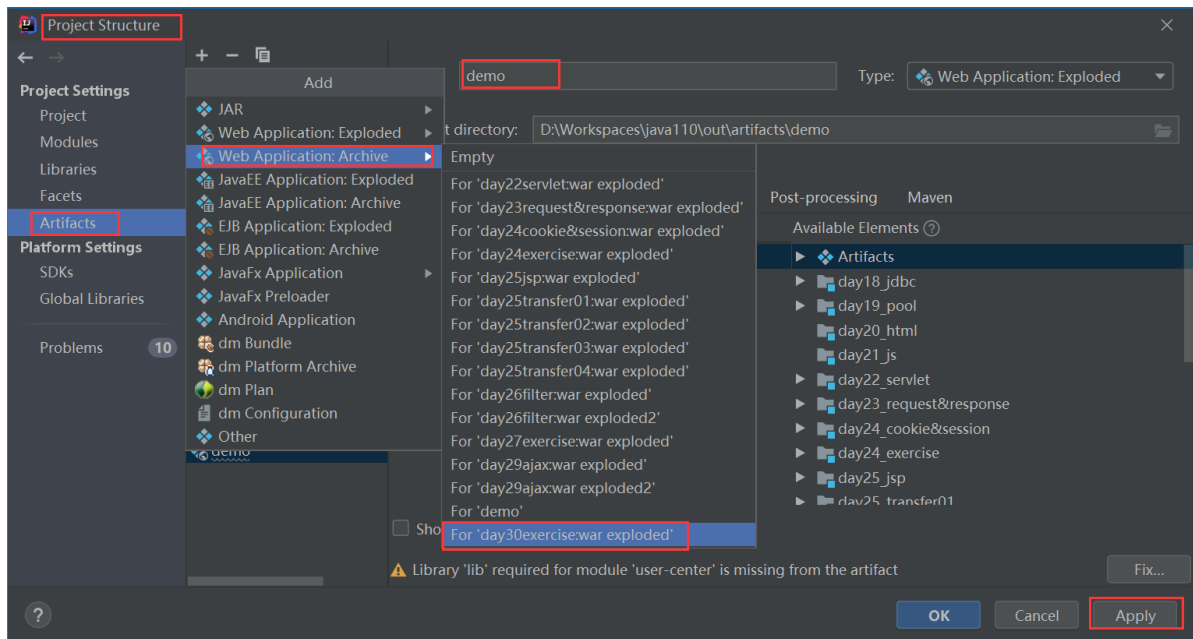 Project Structure
Project Settings
Project
Modules
Libraries
Facets
Artifacts
Platform Settings
SDKs
Global Libraries
Problems 10
Add
JAR
Web Application: Exploded
Web Application: Archive
JavaEE Application: Exploded
JavaEE Application: Archive
EJB Application: Exploded
EJB Application: Archive
JavaFx Application
JavaFx Preloader
Android Application
dm Bundle
dm Platform Archive
dm Plan
dm Configuration
Other
demo
Empty
For 'day22servlet:war exploded'
For 'day23request&response:war exploded'
For 'day24cookie&session:war exploded'
For 'day24exercise:war exploded'
For 'day25jsp:war exploded'
For 'day25transfer01:war exploded'
For 'day25transfer02:war exploded'
For 'day25transfer03:war exploded'
For 'day25transfer04:war exploded'
For 'day26filter:war exploded'
For 'day26filter:war exploded2'
For 'day27exercise:war exploded'
For 'day29ajax:war exploded'
For 'day29ajax:war exploded2'
For 'demo'
For 'day30exercise:war exploded'
demo Type: Web Application: Exploded
t directory: D:\Workspaces\java110\out\artifacts\demo
Post-processing Maven
Available Elements ?
Artifacts
day18_jdbc
day19_pool
day20_html
day21_js
day22_servlet
day23_request&response
day24_cookie&session
day24_exercise
day25_jsp
day25_transfer01
Sho
Library 'lib' required for module 'user-center' is missing from the artifact Fix...
? OK Cancel Apply